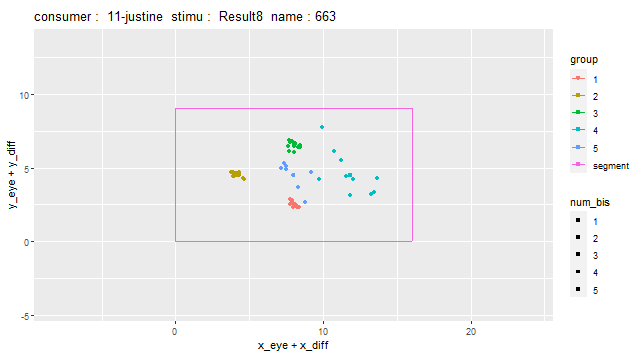 consumer :  11-justine  stimu :  Result8  name : 663
y_eye + y_diff
10
5
0
-5
0
10
20
x_eye + x_diff
group
1
2
3
4
5
segment
num_bis
1
2
3
4
5